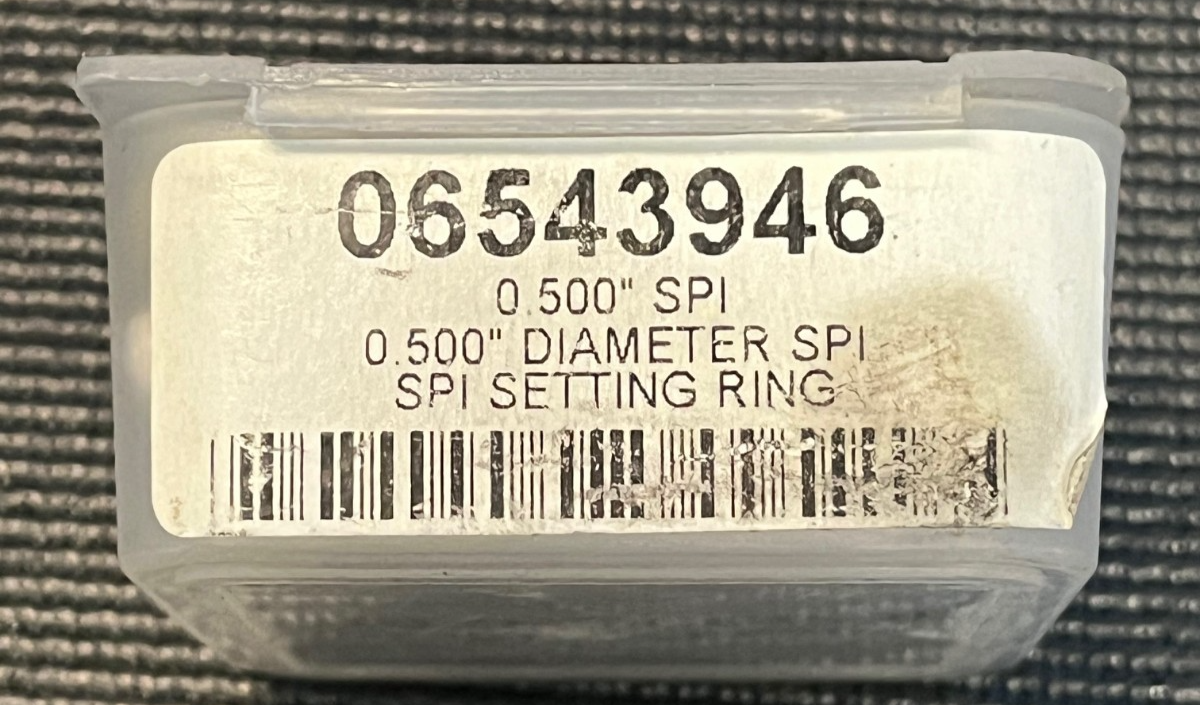 06543946
0.500" SPI
0.500" DIAMETER SPI
SPI SETTING RING